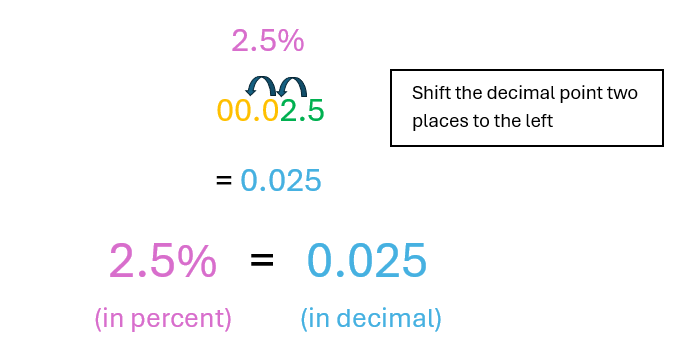 2.5%
00.02.5
Shift the decimal point two
places to the left
= 0.025
2.5% = 0.025
(in percent) (in decimal)